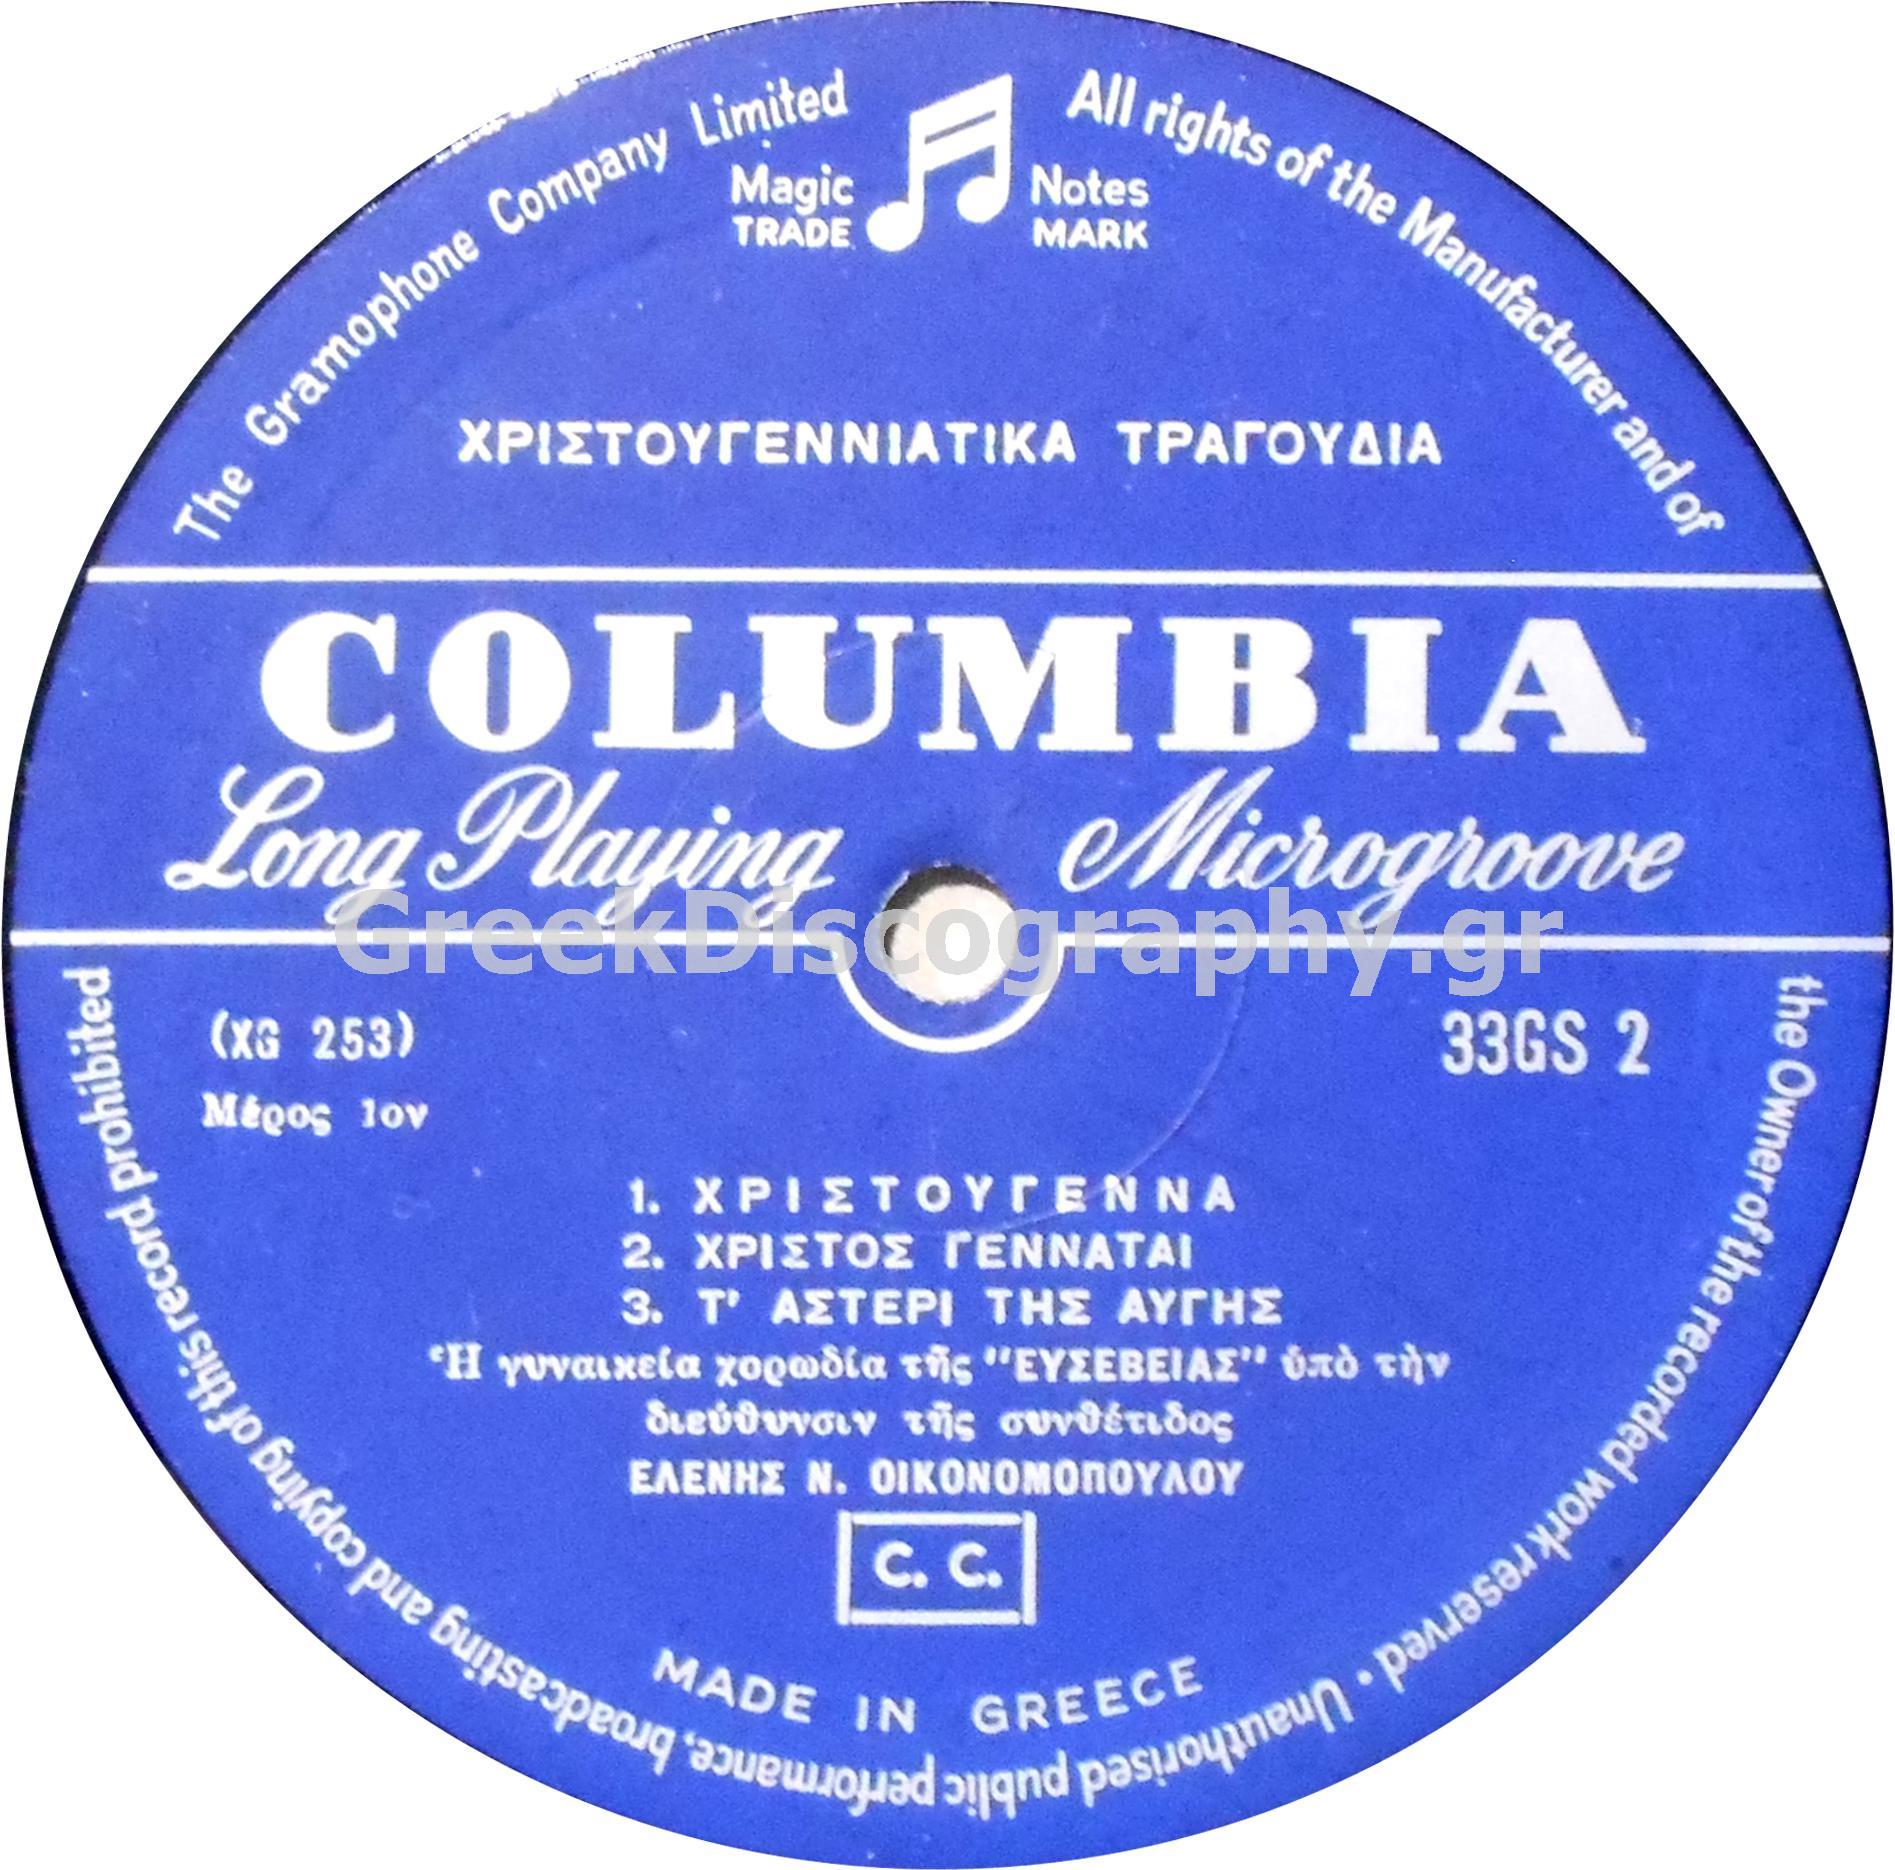 The Gramophone Company Limited
All rights of the Manufacturer and of
the Owner of the recorded work reserved • Unauthorised public performance, broadcasting and copying of this record prohibited
Magic Notes
TRADE MARK
ΧΡΙΣΤΟΥΓΕΝΝΙΑΤΙΚΑ ΤΡΑΓΟΥΔΙΑ
COLUMBIA
Long Playing Microgroove
GreekDiscography.gr
(XG 253) 33GS 2
Μέρος 1ον
1. ΧΡΙΣΤΟΥΓΕΝΝΑ
2. ΧΡΙΣΤΟΣ ΓΕΝΝΑΤΑΙ
3. Τ' ΑΣΤΕΡΙ ΤΗΣ ΑΥΓΗΣ
Ἡ γυναικεία χορωδία τῆς "ΕΥΣΕΒΕΙΑΣ" ὑπὸ τὴν
διεύθυνσιν τῆς συνθέτιδος
ΕΛΕΝΗΣ Ν. ΟΙΚΟΝΟΜΟΠΟΥΛΟΥ
C. C.
MADE IN GREECE